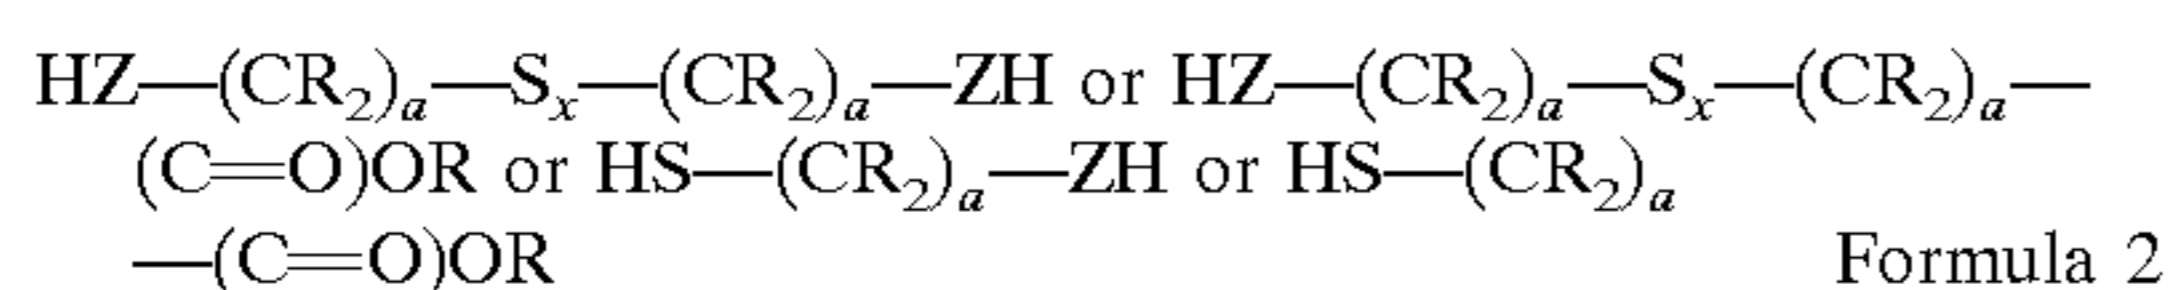 HZ—(CR₂)ₐ—Sₓ—(CR₂)ₐ—ZH or HZ—(CR₂)ₐ—Sₓ—(CR₂)ₐ—
(C=O)OR or HS—(CR₂)ₐ—ZH or HS—(CR₂)ₐ
—(C=O)OR Formula 2